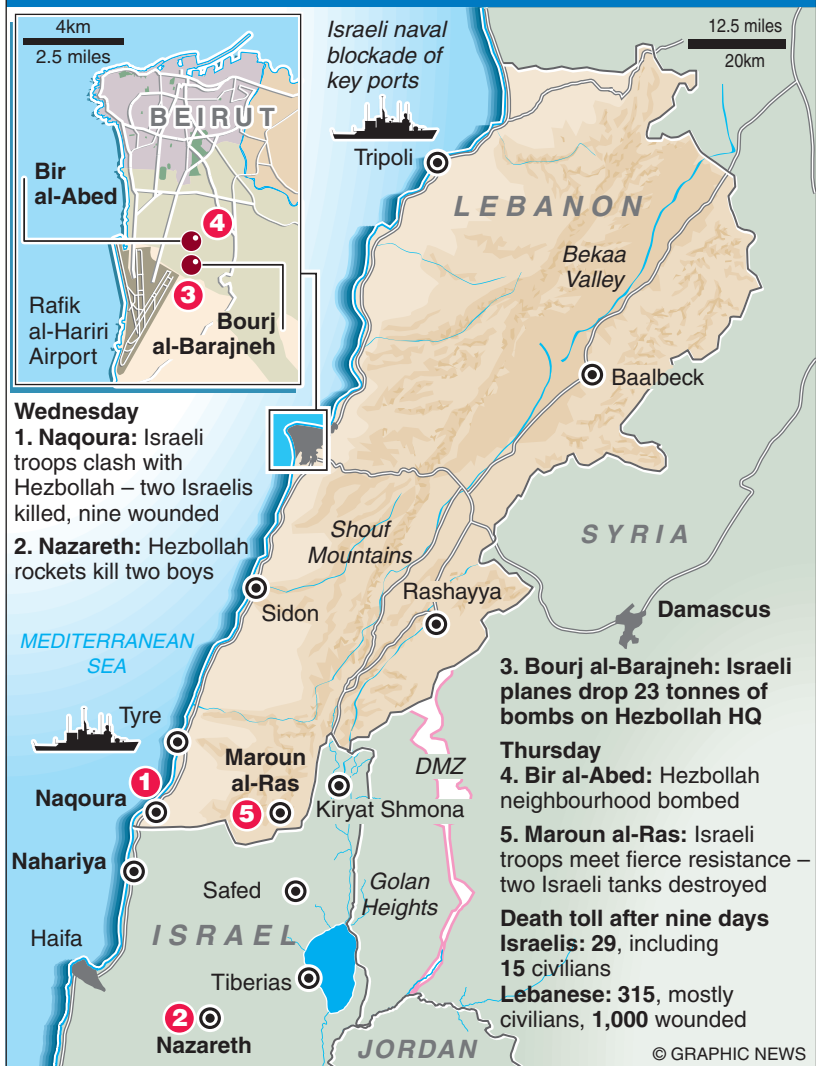 4km
2.5 miles
BEIRUT
Bir
al-Abed
4
3
Rafik
al-Hariri
Airport
Bourj
al-Barajneh
Israeli naval
blockade of
key ports
12.5 miles
20km
Tripoli
LEBANON
Bekaa
Valley
Baalbeck
Wednesday
1. Naqoura: Israeli
troops clash with
Hezbollah – two Israelis
killed, nine wounded
2. Nazareth: Hezbollah
rockets kill two boys
Shouf
Mountains
SYRIA
Sidon
Rashayya
Damascus
MEDITERRANEAN
SEA
Tyre
1
Naqoura
Maroun
al-Ras
5
Kiryat Shmona
DMZ
Nahariya
Safed
Golan
Heights
ISRAEL
Haifa
Tiberias
2
Nazareth
JORDAN
3. Bourj al-Barajneh: Israeli
planes drop 23 tonnes of
bombs on Hezbollah HQ
Thursday
4. Bir al-Abed: Hezbollah
neighbourhood bombed
5. Maroun al-Ras: Israeli
troops meet fierce resistance –
two Israeli tanks destroyed
Death toll after nine days
Israelis: 29, including
15 civilians
Lebanese: 315, mostly
civilians, 1,000 wounded
© GRAPHIC NEWS